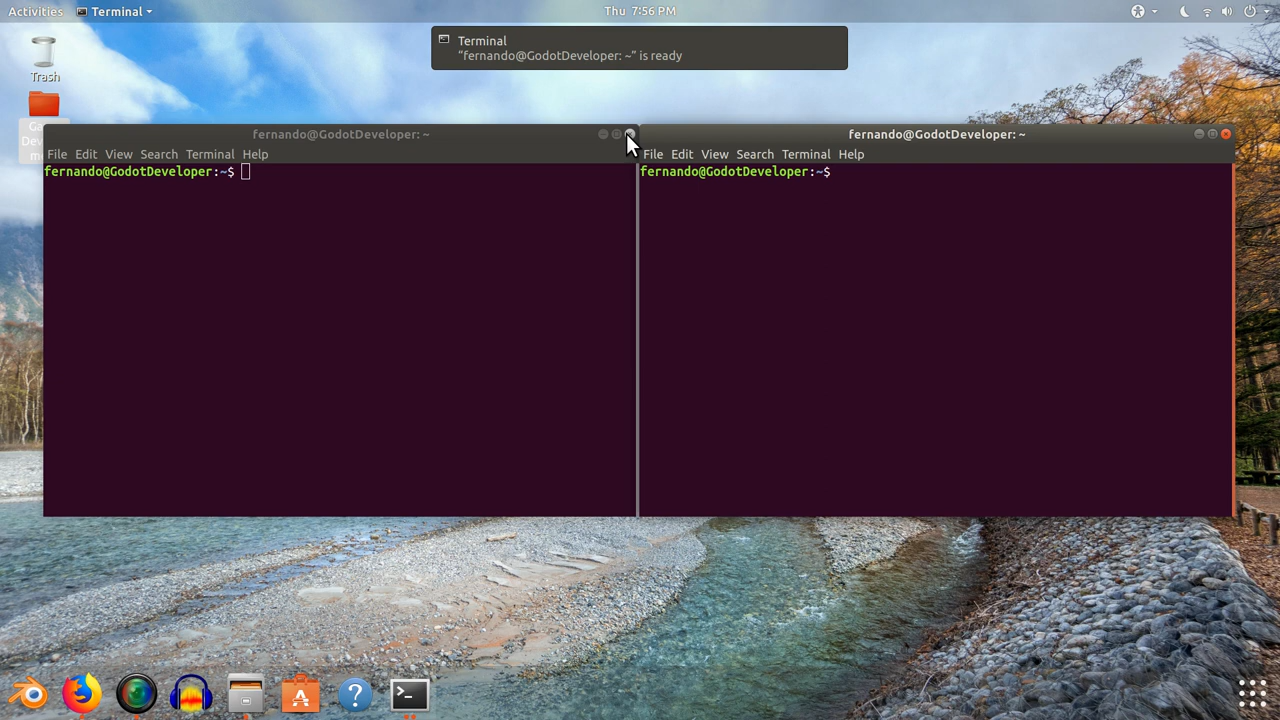 Activities Terminal Thu 7:56 PM
Terminal
"fernando@GodotDeveloper: ~" is ready
Trash
fernando@GodotDeveloper: ~
File Edit View Search Terminal Help
fernando@GodotDeveloper:~$
fernando@GodotDeveloper: ~
File Edit View Search Terminal Help
fernando@GodotDeveloper:~$